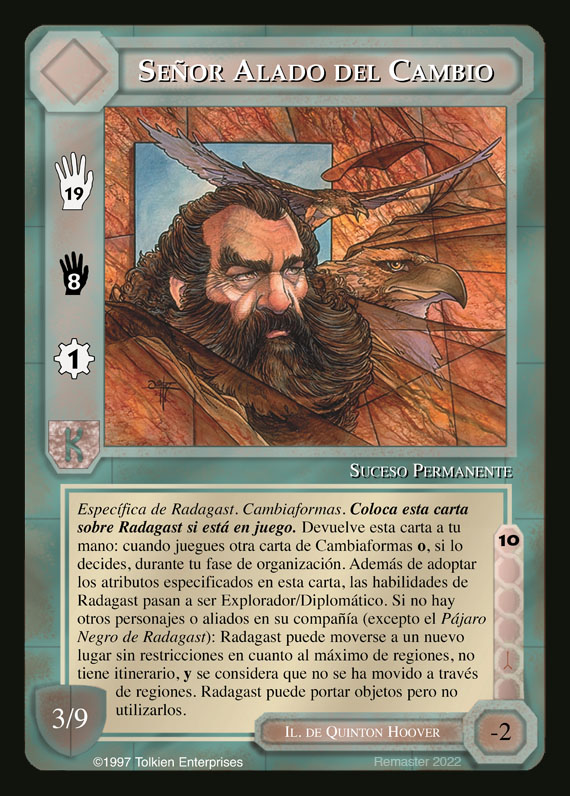 Señor Alado del Cambio
19
8
1
K
Suceso Permanente
Específica de Radagast. Cambiaformas. Coloca esta carta
sobre Radagast si está en juego. Devuelve esta carta a tu
mano: cuando juegues otra carta de Cambiaformas o, si lo
decides, durante tu fase de organización. Además de adoptar
los atributos especificados en esta carta, las habilidades de
Radagast pasan a ser Explorador/Diplomático. Si no hay
otros personajes o aliados en su compañía (excepto el Pájaro
Negro de Radagast): Radagast puede moverse a un nuevo
lugar sin restricciones en cuanto al máximo de regiones, no
tiene itinerario, y se considera que no se ha movido a través
de regiones. Radagast puede portar objetos pero no
utilizarlos.
10
3/9
Il. de Quinton Hoover
-2
©1997 Tolkien Enterprises
Remaster 2022